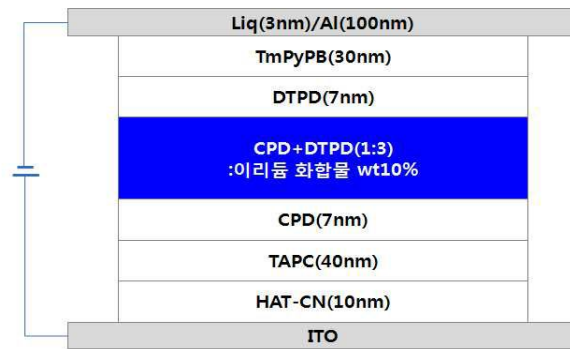 Liq(3nm)/Al(100nm)
TmPyPB(30nm)
DTPD(7nm)
CPD+DTPD(1:3)
:이리듐 화합물 wt10%
CPD(7nm)
TAPC(40nm)
HAT-CN(10nm)
ITO